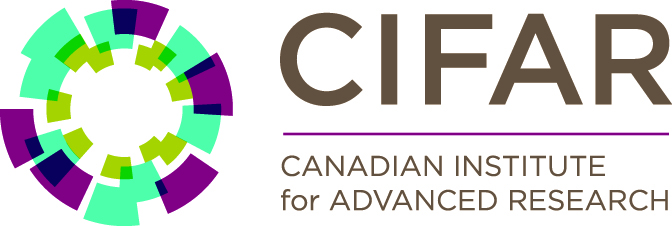 CIFAR
CANADIAN INSTITUTE
for ADVANCED RESEARCH